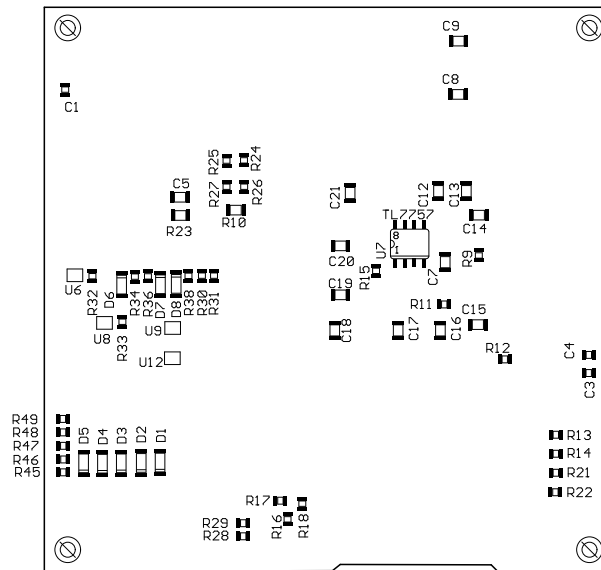 C9
C8
C1
R25
R24
C5
R27
R26
C21
C12
C13
TL7757
R23
R10
C14
8
1
U7
C20
C7
R9
R15
U6
R32
D6
R34
R36
D7
D8
R38
R30
R31
C19
R11
U8
R33
U9
C18
C17
C16
C15
U12
R12
C4
C3
R49
R48
R47
R46
R45
D5
D4
D3
D2
D1
R13
R14
R21
R22
R17
R16
R18
R29
R28